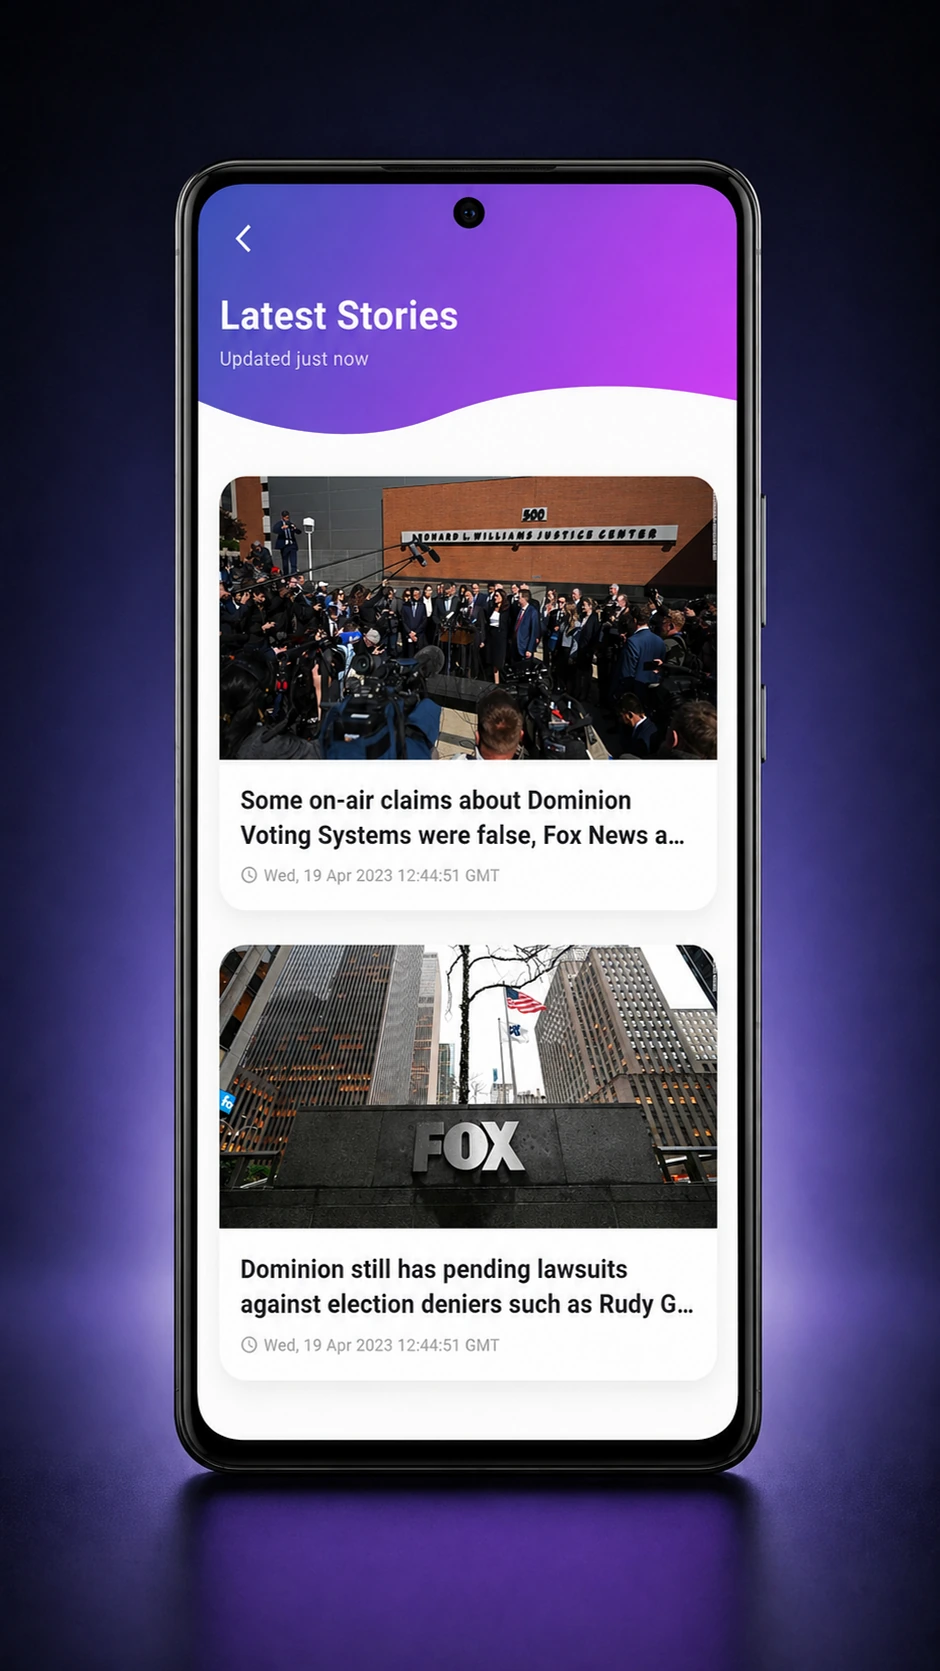 Latest Stories
Updated just now
500
LEONARD L. WILLIAMS JUSTICE CENTER
Some on-air claims about Dominion
Voting Systems were false, Fox News a...
Wed, 19 Apr 2023 12:44:51 GMT
FOX
Dominion still has pending lawsuits
against election deniers such as Rudy G...
Wed, 19 Apr 2023 12:44:51 GMT